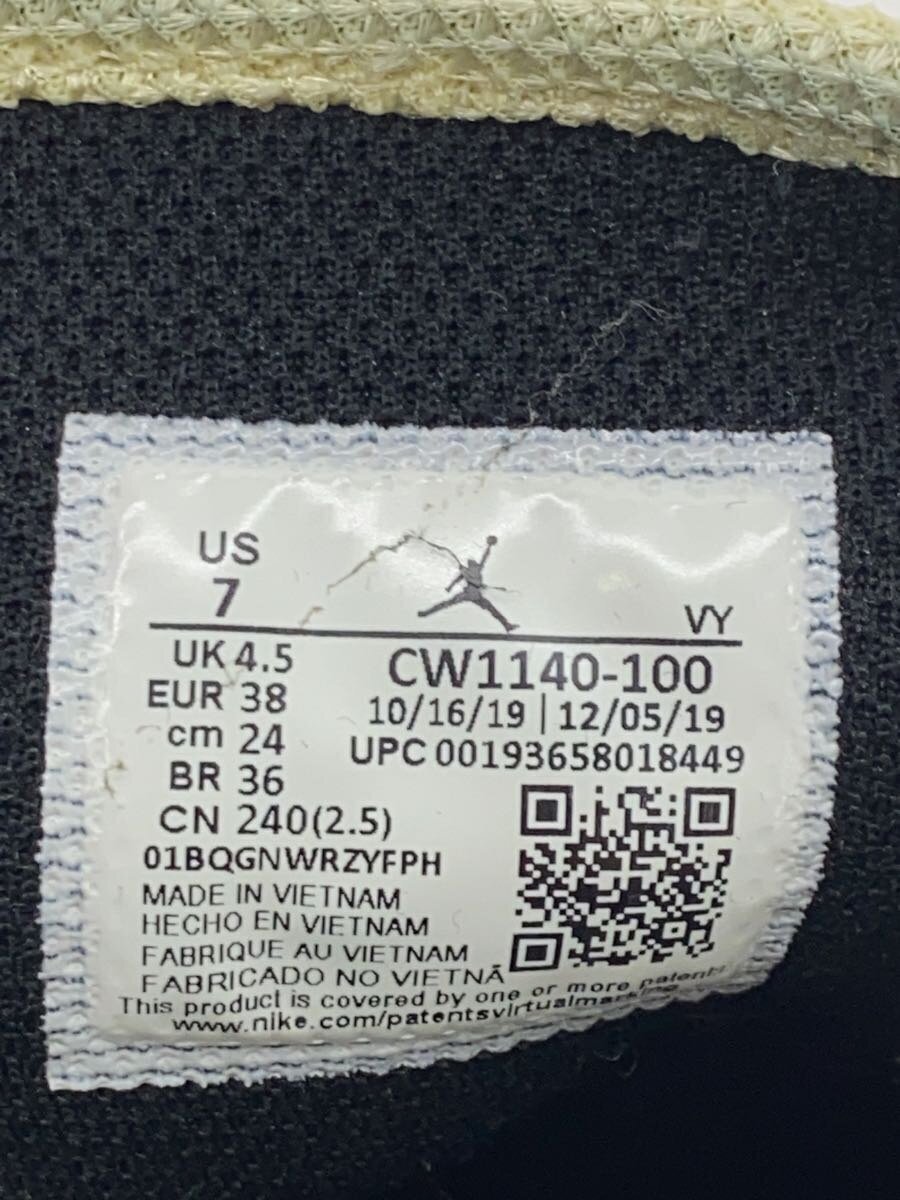 US
7
VY
UK 4.5
EUR 38
cm 24
BR 36
CN 240(2.5)
CW1140-100
10/16/19 | 12/05/19
UPC 00193658018449
01BQGNWRZYFPH
MADE IN VIETNAM
HECHO EN VIETNAM
FABRIQUE AU VIETNAM
FABRICADO NO VIETNÃ
This product is covered by one or more patents
www.nike.com/patentsvirtualmarking